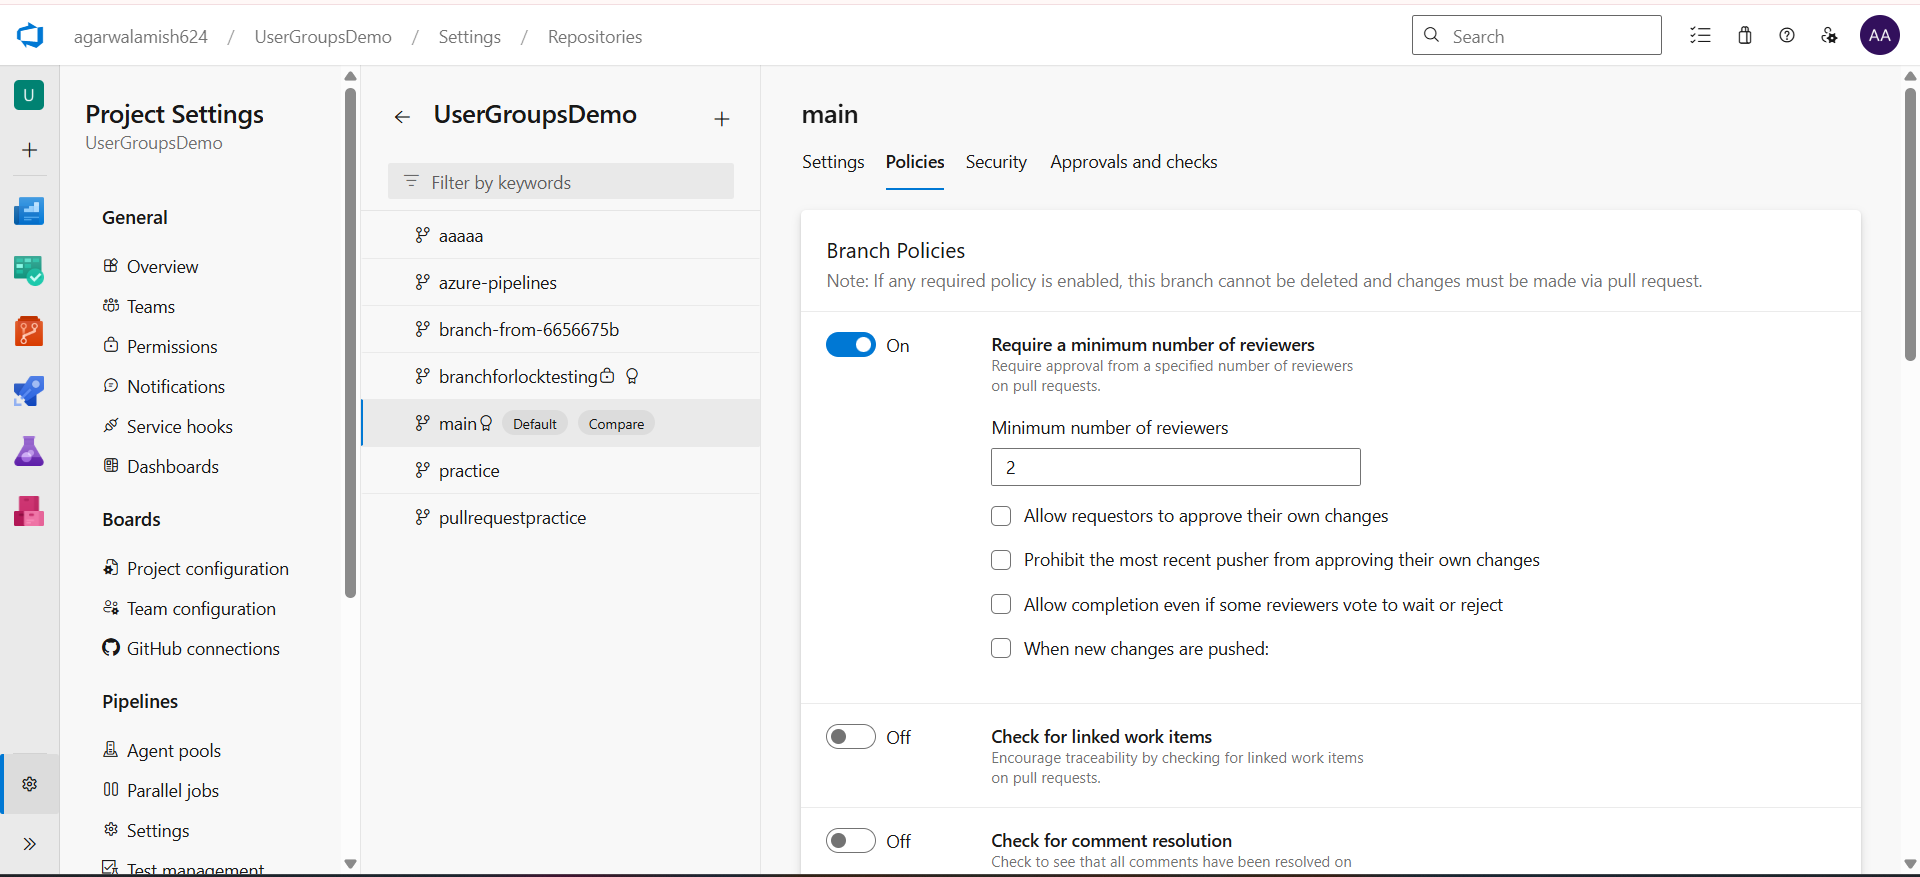 agarwalamish624 / UserGroupsDemo / Settings / Repositories
Search
AA
U
Project Settings
UserGroupsDemo
General
Overview
Teams
Permissions
Notifications
Service hooks
Dashboards
Boards
Project configuration
Team configuration
GitHub connections
Pipelines
Agent pools
Parallel jobs
Settings
Test management
UserGroupsDemo
Filter by keywords
aaaaa
azure-pipelines
branch-from-6656675b
branchforlocktesting
main Default Compare
practice
pullrequestpractice
main
Settings Policies Security Approvals and checks
Branch Policies
Note: If any required policy is enabled, this branch cannot be deleted and changes must be made via pull request.
On
Require a minimum number of reviewers
Require approval from a specified number of reviewers
on pull requests.
Minimum number of reviewers
2
Allow requestors to approve their own changes
Prohibit the most recent pusher from approving their own changes
Allow completion even if some reviewers vote to wait or reject
When new changes are pushed:
Off
Check for linked work items
Encourage traceability by checking for linked work items
on pull requests.
Off
Check for comment resolution
Check to see that all comments have been resolved on